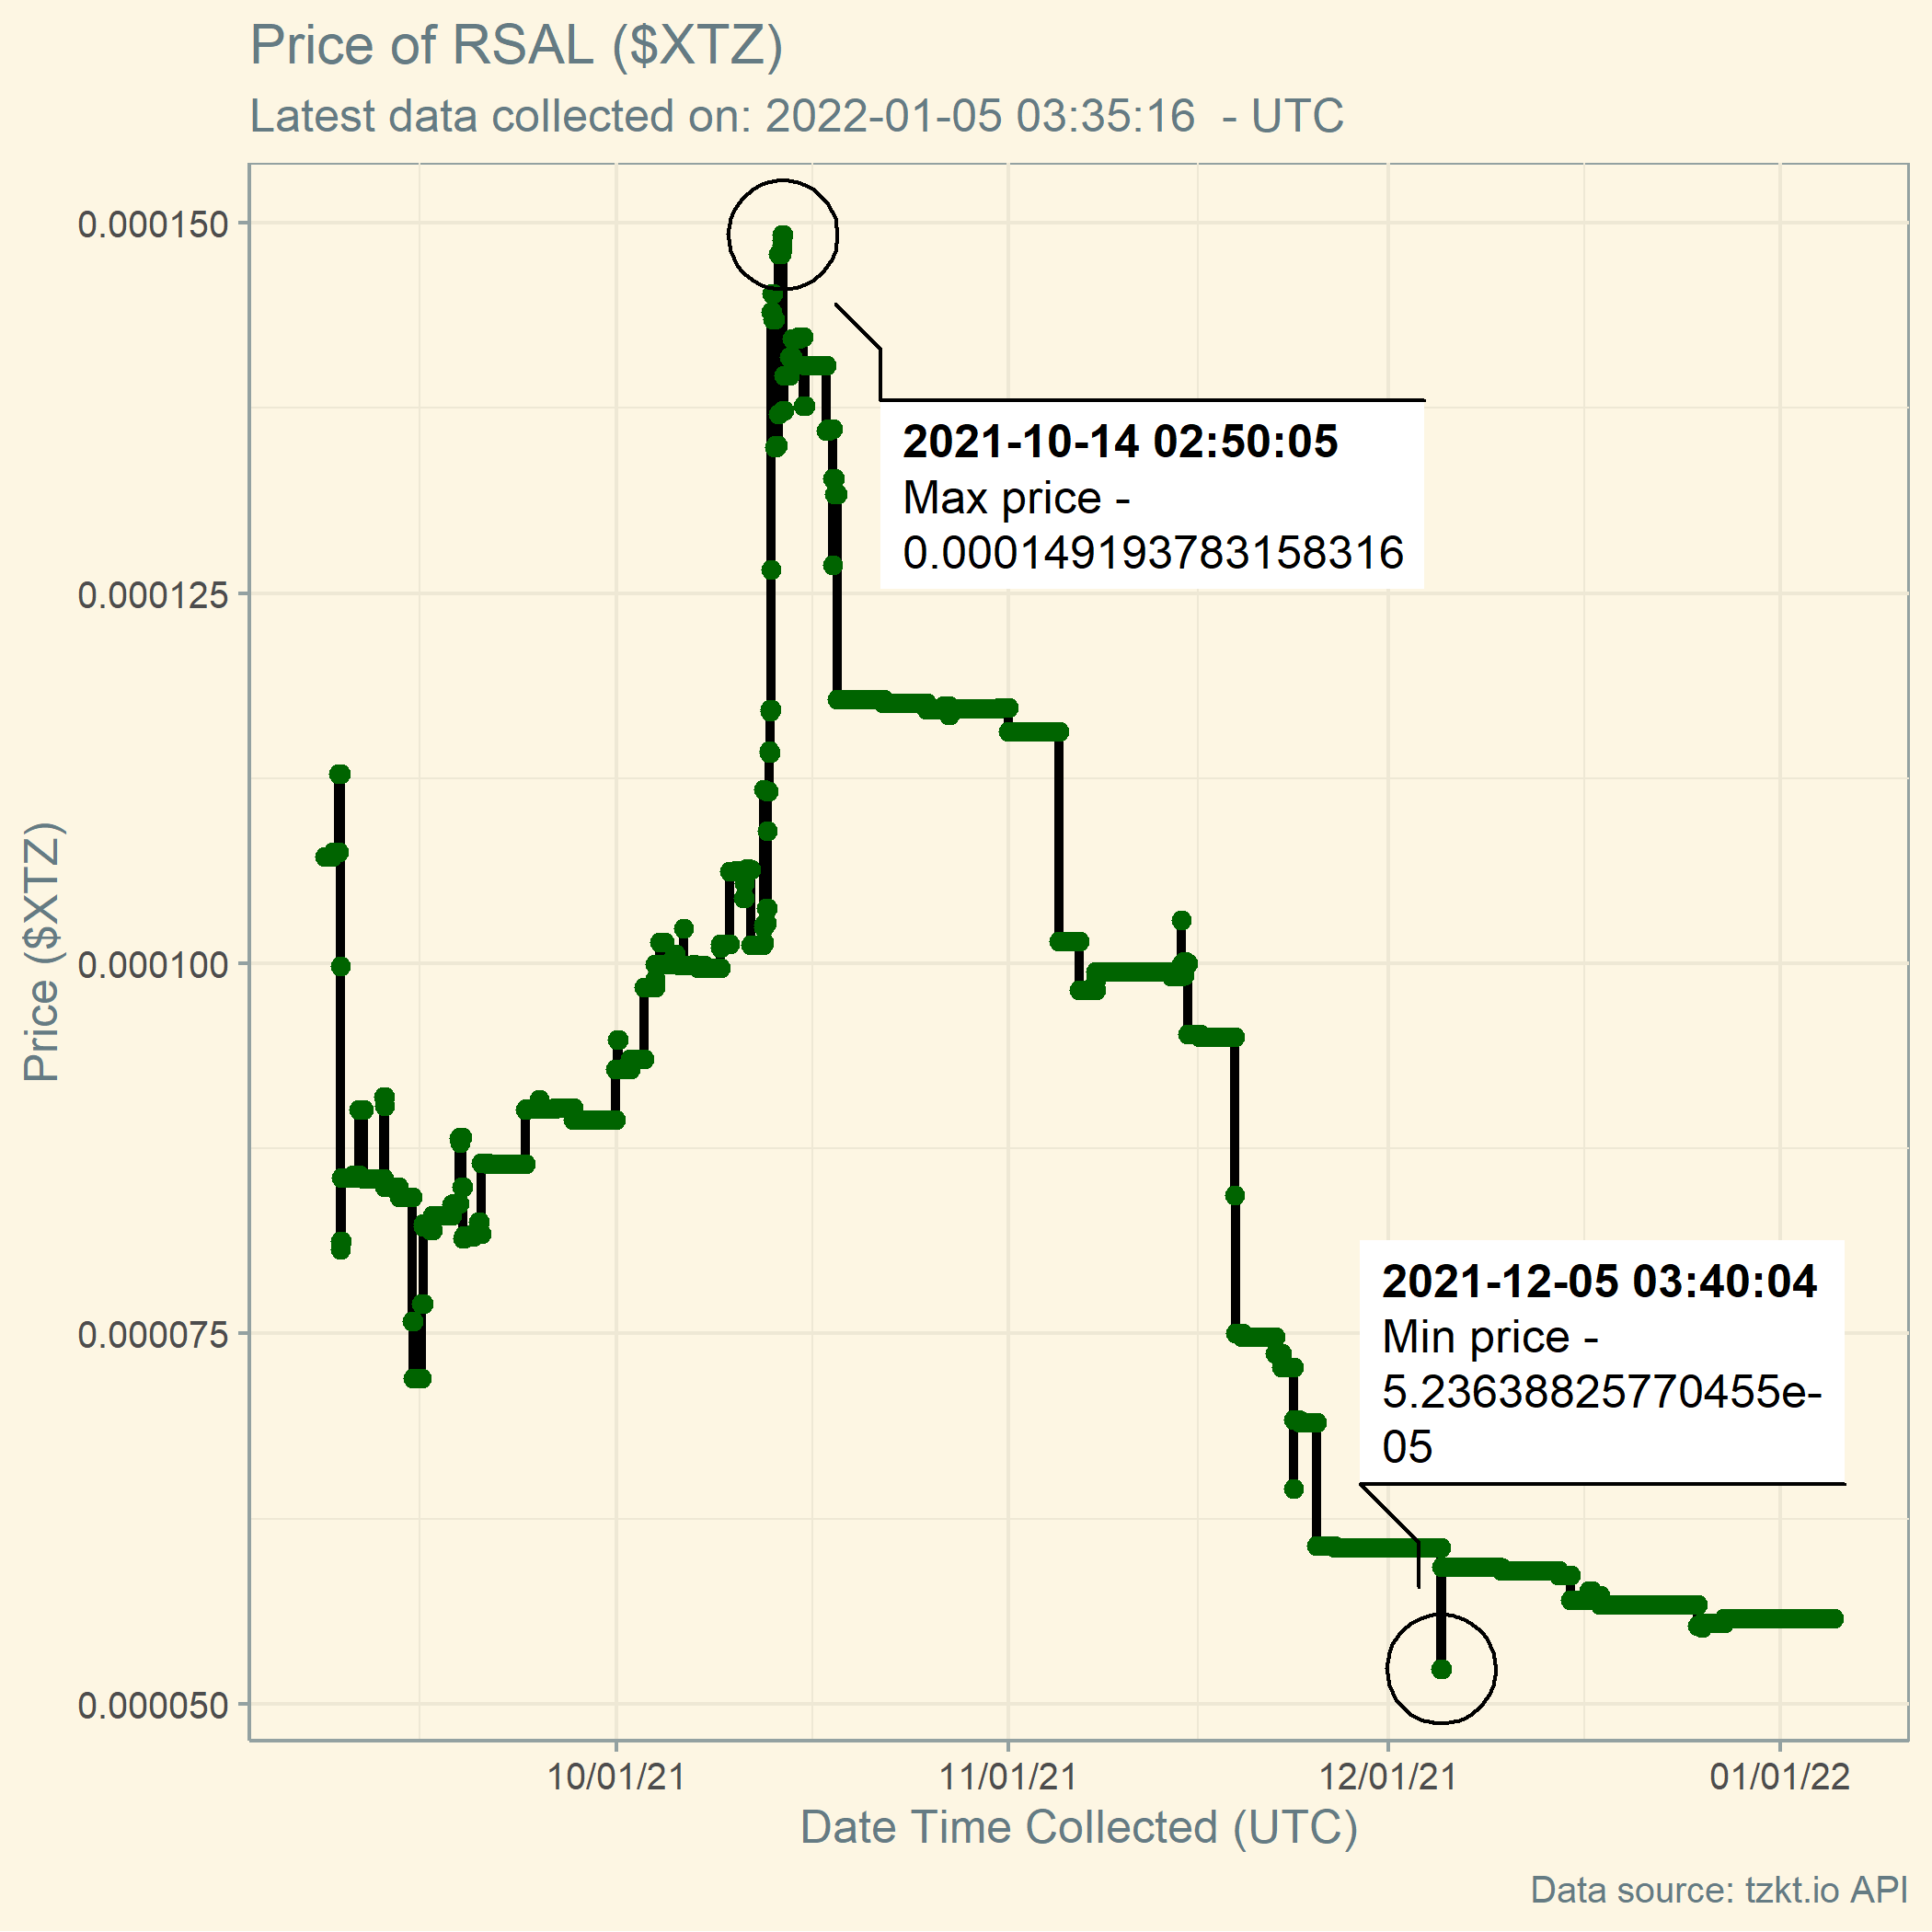 Price of RSAL ($XTZ)
Latest data collected on: 2022-01-05 03:35:16  - UTC
0.000150
0.000125
0.000100
0.000075
0.000050
Price ($XTZ)
2021-10-14 02:50:05
Max price -
0.000149193783158316
2021-12-05 03:40:04
Min price -
5.23638825770455e-
05
10/01/21
11/01/21
12/01/21
01/01/22
Date Time Collected (UTC)
Data source: tzkt.io API